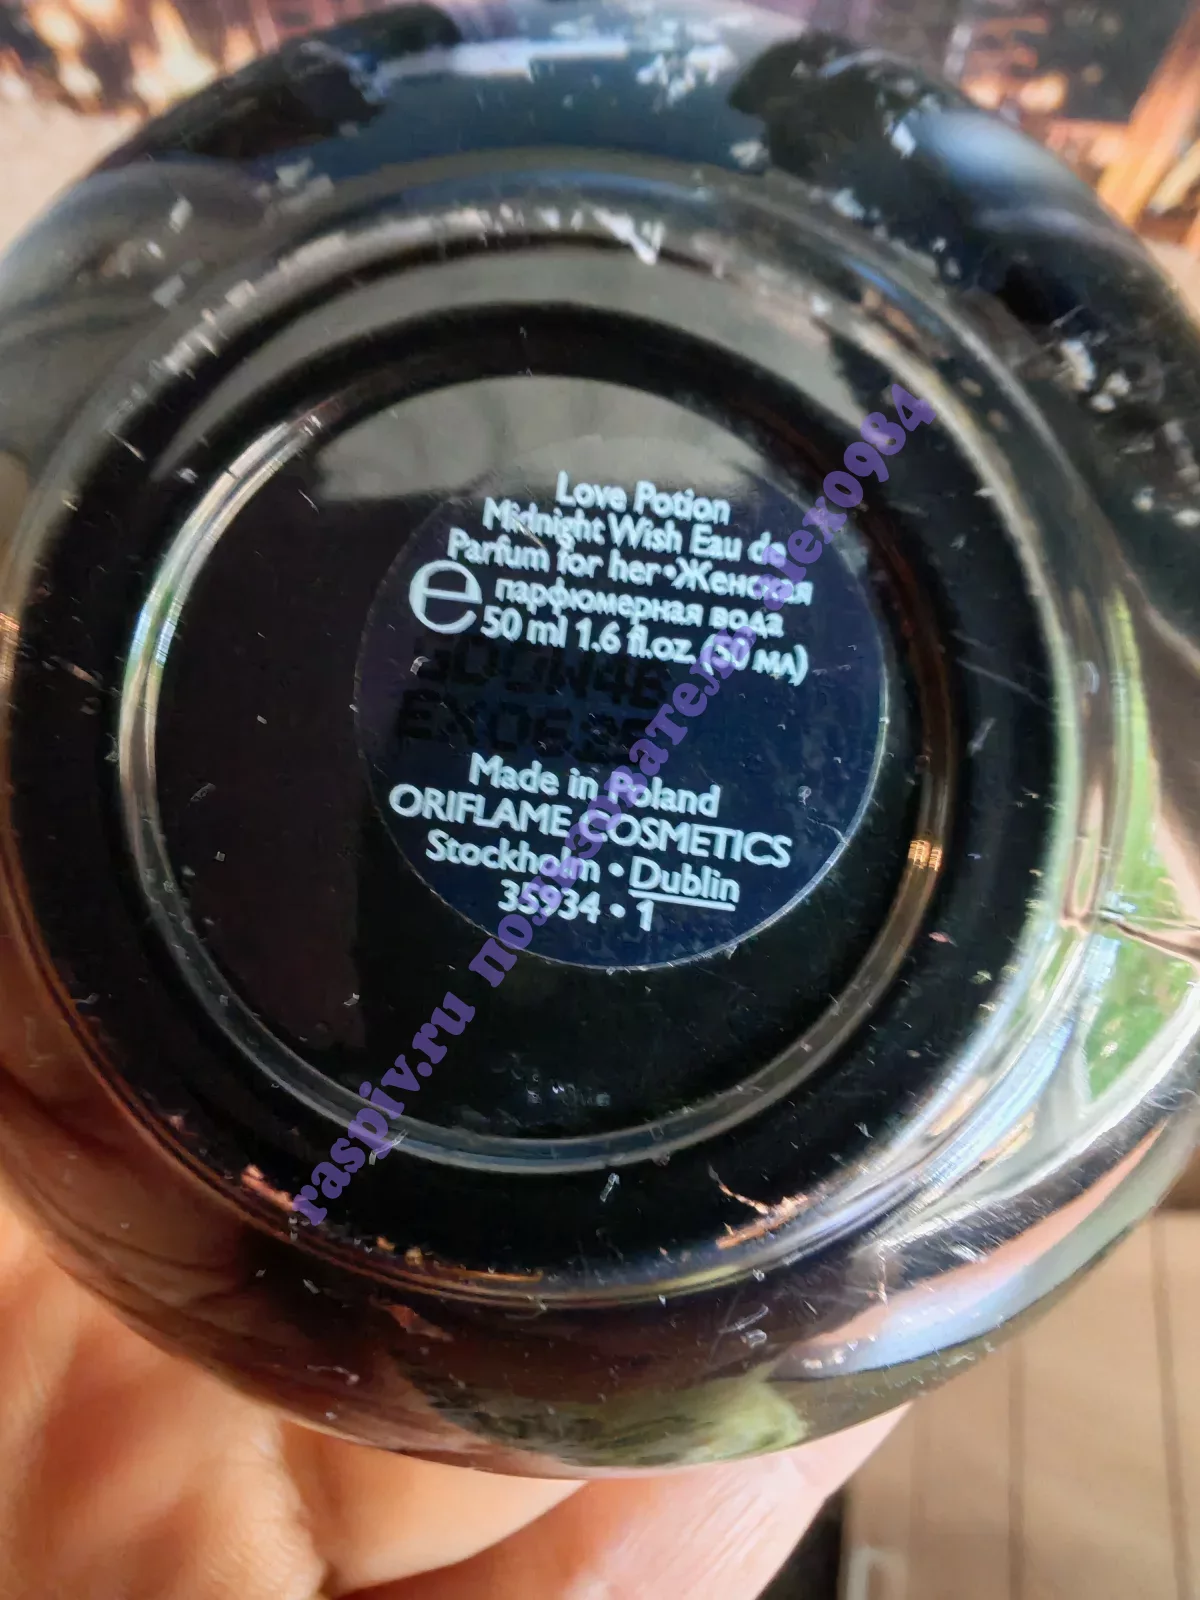 Love Potion
Midnight Wish Eau de
Parfum for her•Женская
парфюмерная вода
e 50 ml 1.6 fl.oz. (50 мл)
Made in Poland
ORIFLAME COSMETICS
Stockholm • Dublin
35934 • 1
raspiv.ru пользователь